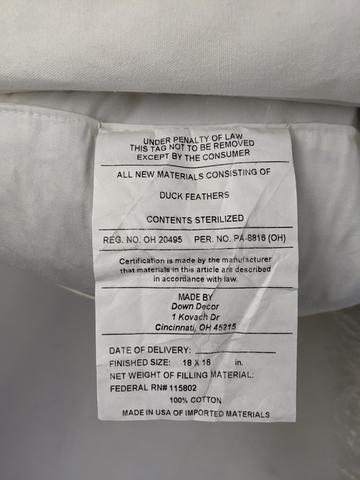 UNDER PENALTY OF LAW
THIS TAG NOT TO BE REMOVED
EXCEPT BY THE CONSUMER
ALL NEW MATERIALS CONSISTING OF
DUCK FEATHERS
CONTENTS STERILIZED
REG. NO. OH 20495 PER. NO. PA-8816 (OH)
Certification is made by the manufacturer
that materials in this article are described
in accordance with law.
MADE BY
Down Decor
1 Kovach Dr
Cincinnati, OH 45215
DATE OF DELIVERY:
FINISHED SIZE: 18 X 18 in.
NET WEIGHT OF FILLING MATERIAL:
FEDERAL RN# 115802
100% COTTON
MADE IN USA OF IMPORTED MATERIALS